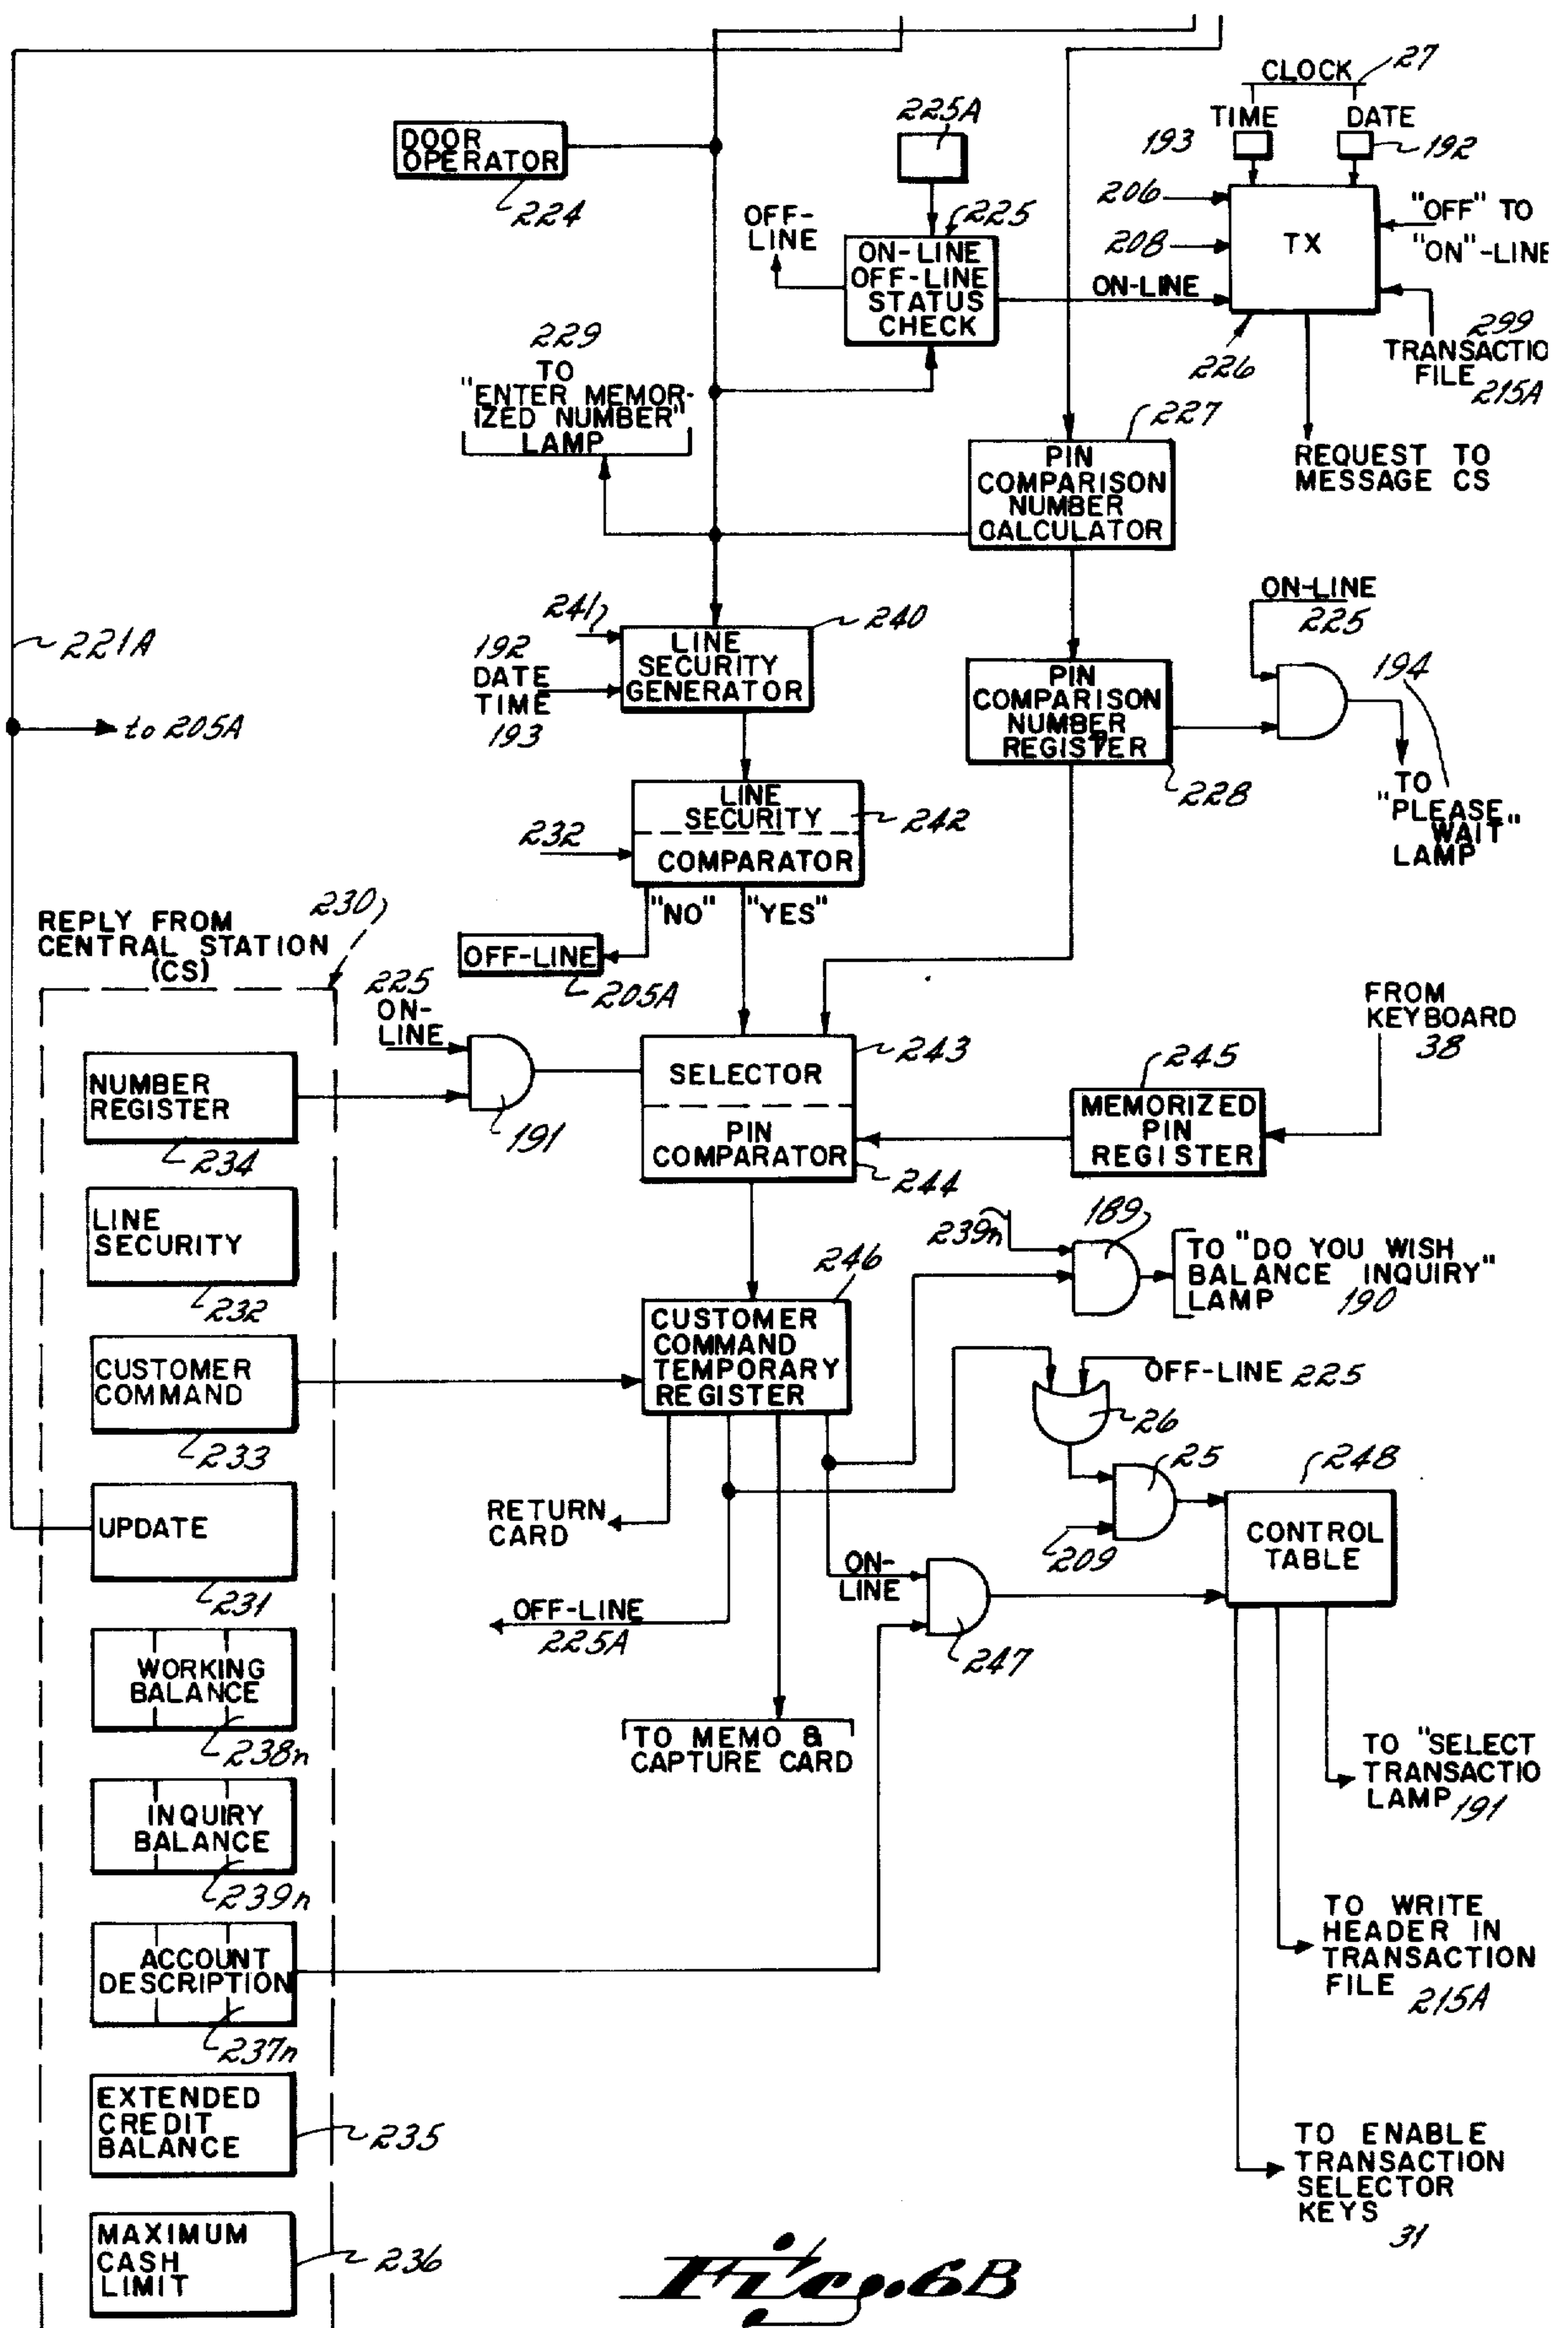 CLOCK 27
TIME
DATE
193
192
225A
DOOR
OPERATOR
224
206
208
TX
"OFF" TO
"ON"-LINE
OFF-
LINE
225
ON-LINE
OFF-LINE
STATUS
CHECK
ON-LINE
226
299
TRANSACTIO
FILE
215A
229
TO
"ENTER MEMOR-
IZED NUMBER"
LAMP
227
PIN
COMPARISON
NUMBER
CALCULATOR
REQUEST TO
MESSAGE CS
221A
to 205A
241
240
192
DATE
TIME
193
LINE
SECURITY
GENERATOR
ON-LINE
225
PIN
COMPARISON
NUMBER
REGISTER
228
194
TO
"PLEASE
WAIT"
LAMP
232
LINE
SECURITY
COMPARATOR
242
"NO"
"YES"
OFF-LINE
205A
REPLY FROM
CENTRAL STATION
(CS)
230
225
ON-
LINE
191
243
SELECTOR
PIN
COMPARATOR
244
FROM
KEYBOARD
38
245
MEMORIZED
PIN
REGISTER
NUMBER
REGISTER
234
LINE
SECURITY
232
239n
189
TO "DO YOU WISH
BALANCE INQUIRY"
LAMP 190
246
CUSTOMER
COMMAND
TEMPORARY
REGISTER
CUSTOMER
COMMAND
233
OFF-LINE 225
26
25
209
248
CONTROL
TABLE
RETURN
CARD
UPDATE
231
OFF-LINE
225A
ON-
LINE
247
WORKING
BALANCE
238n
TO MEMO &
CAPTURE CARD
TO "SELECT
TRANSACTIO
LAMP 191
INQUIRY
BALANCE
239n
TO WRITE
HEADER IN
TRANSACTION
FILE 215A
ACCOUNT
DESCRIPTION
237n
EXTENDED
CREDIT
BALANCE
235
TO ENABLE
TRANSACTION
SELECTOR
KEYS
31
MAXIMUM
CASH
LIMIT
236
Fig. 6B